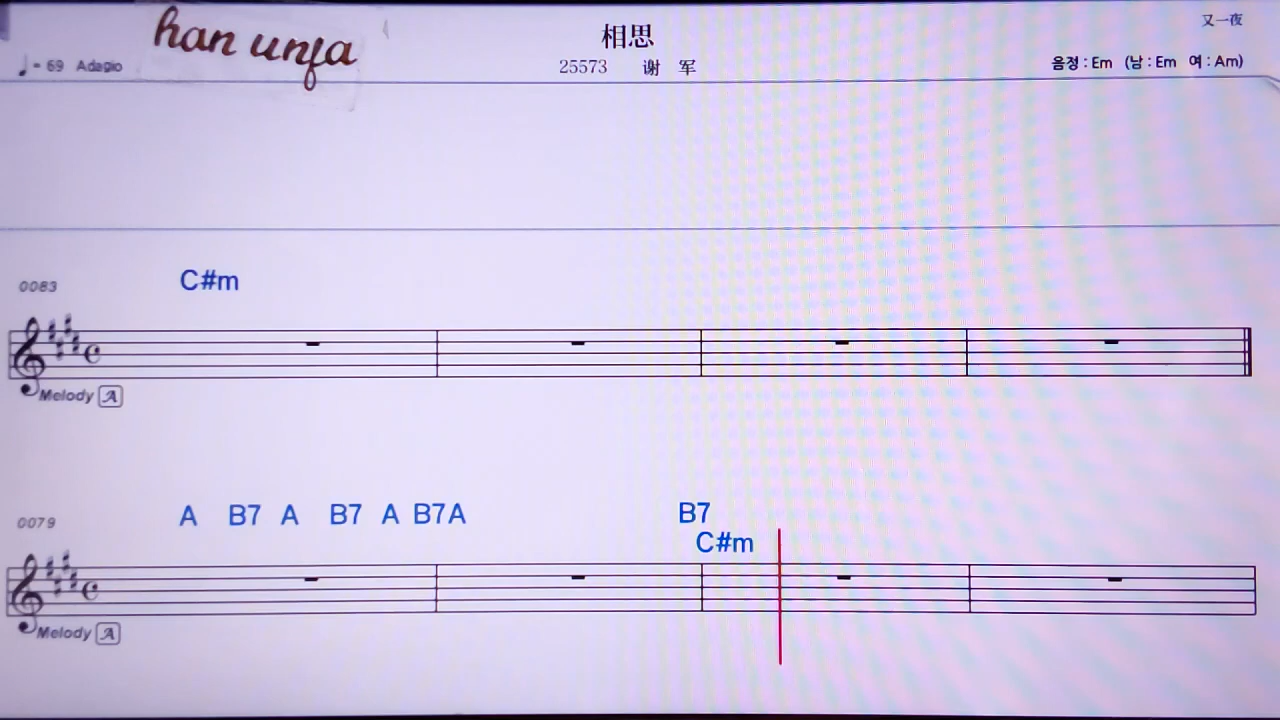 han unfa
相思
又一夜
♩= 69 Adagio
25573 谢 军
음정 : Em (남 : Em 여 : Am)
0083
C#m
Melody A
0079
A B7 A B7 A B7A B7
C#m
Melody A